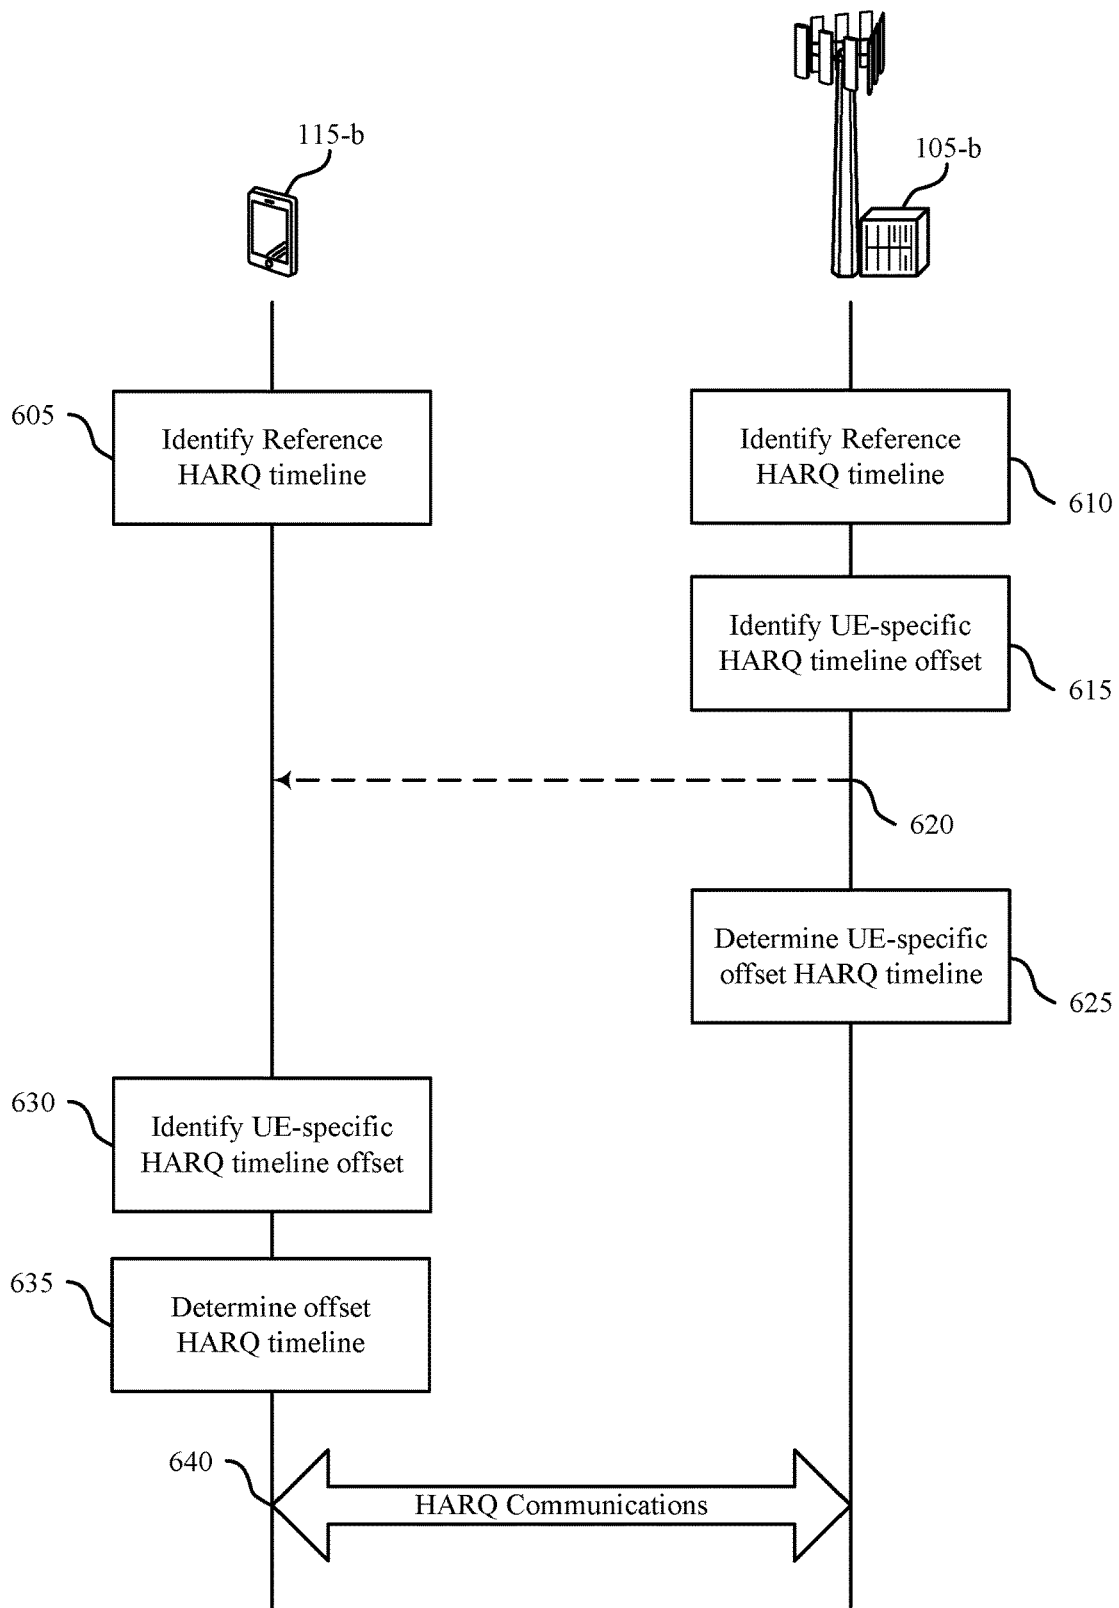 115-b
105-b
605
Identify Reference
HARQ timeline
Identify Reference
HARQ timeline
610
Identify UE-specific
HARQ timeline offset
615
620
Determine UE-specific
offset HARQ timeline
625
630
Identify UE-specific
HARQ timeline offset
635
Determine offset
HARQ timeline
640
HARQ Communications